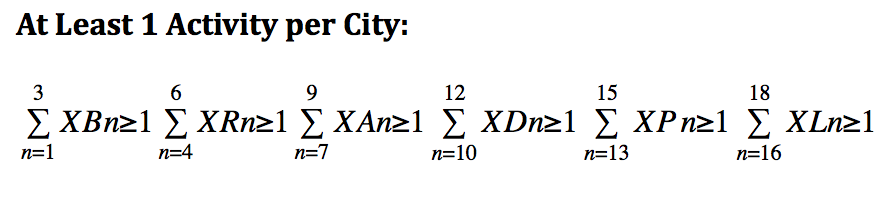 At Least 1 Activity per City:
3 6 9 12 15 18
∑ XBn≥1 ∑ XRn≥1 ∑ XAn≥1 ∑ XDn≥1 ∑ XPn≥1 ∑ XLn≥1
n=1 n=4 n=7 n=10 n=13 n=16